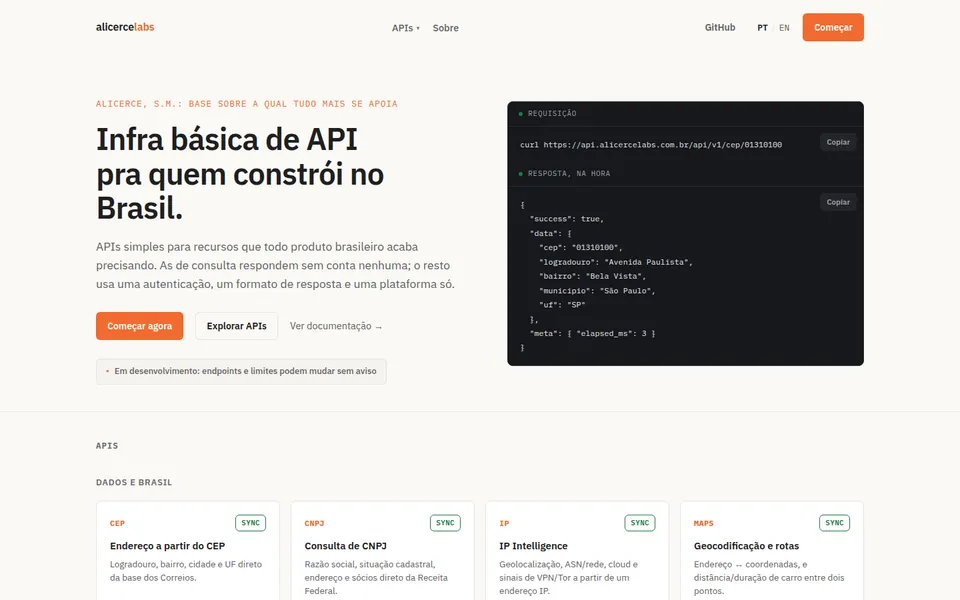 alicercelabs
APIs ▾ Sobre
GitHub PT EN Começar
ALICERCE, S.M.: BASE SOBRE A QUAL TUDO MAIS SE APOIA
Infra básica de API
pra quem constrói no
Brasil.
APIs simples para recursos que todo produto brasileiro acaba
precisando. As de consulta respondem sem conta nenhuma; o resto
usa uma autenticação, um formato de resposta e uma plataforma só.
Começar agora Explorar APIs Ver documentação →
• Em desenvolvimento: endpoints e limites podem mudar sem aviso
REQUISIÇÃO
curl https://api.alicercelabs.com.br/api/v1/cep/01310100
Copiar
RESPOSTA, NA HORA
Copiar
{
"success": true,
"data": {
"cep": "01310100",
"logradouro": "Avenida Paulista",
"bairro": "Bela Vista",
"municipio": "São Paulo",
"uf": "SP"
},
"meta": { "elapsed_ms": 3 }
}
APIS
DADOS E BRASIL
CEP SYNC
Endereço a partir do CEP
Logradouro, bairro, cidade e UF direto
da base dos Correios.
CNPJ SYNC
Consulta de CNPJ
Razão social, situação cadastral,
endereço e sócios direto da Receita
Federal.
IP SYNC
IP Intelligence
Geolocalização, ASN/rede, cloud e
sinais de VPN/Tor a partir de um
endereço IP.
MAPS SYNC
Geocodificação e rotas
Endereço ↔ coordenadas, e
distância/duração de carro entre dois
pontos.